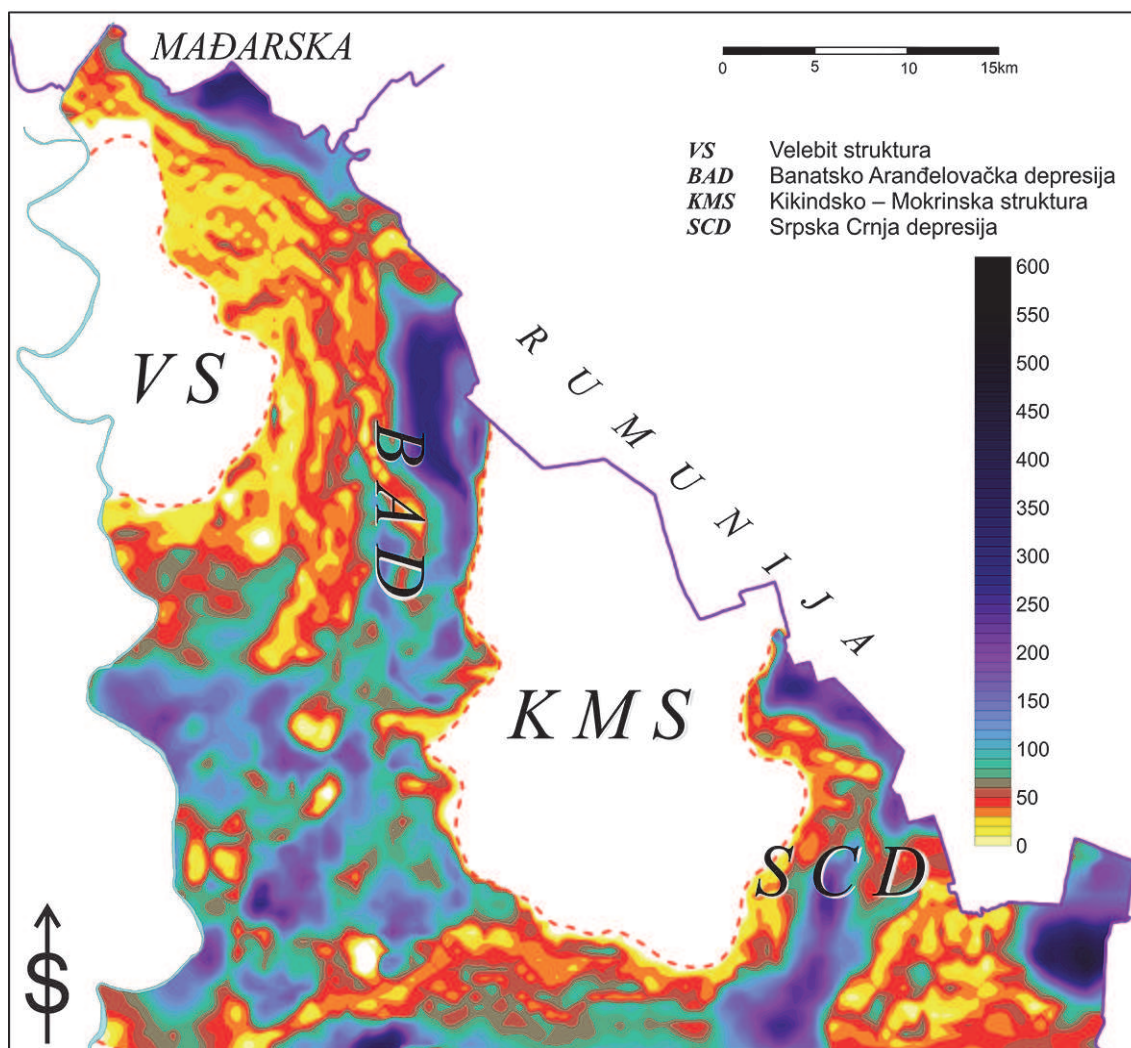 MAĐARSKA
0 5 10 15km
VS Velebit struktura
BAD Banatsko Aranđelovačka depresija
KMS Kikindsko – Mokrinska struktura
SCD Srpska Crnja depresija
600
550
500
450
400
350
300
250
200
150
100
50
0
RUMUNIJA
VS
BAD
KMS
SCD
S